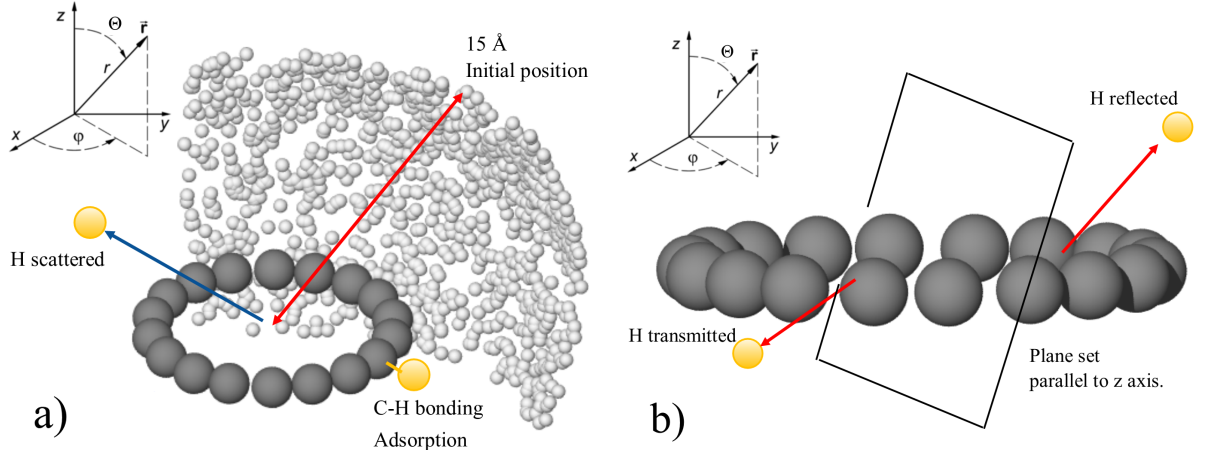 z
Θ
r⃗
r
x
φ
y
15 Å
Initial position
H scattered
C-H bonding
Adsorption
a)
z
Θ
r⃗
r
x
φ
y
H reflected
H transmitted
Plane set
parallel to z axis.
b)